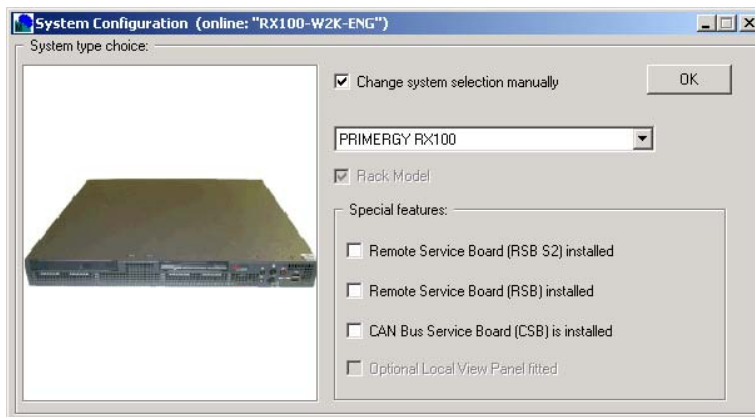 System Configuration (online: "RX100-W2K-ENG")
System type choice:
Change system selection manually
OK
PRIMERGY RX100
Rack Model
Special features:
Remote Service Board (RSB S2) installed
Remote Service Board (RSB) installed
CAN Bus Service Board (CSB) is installed
Optional Local View Panel fitted